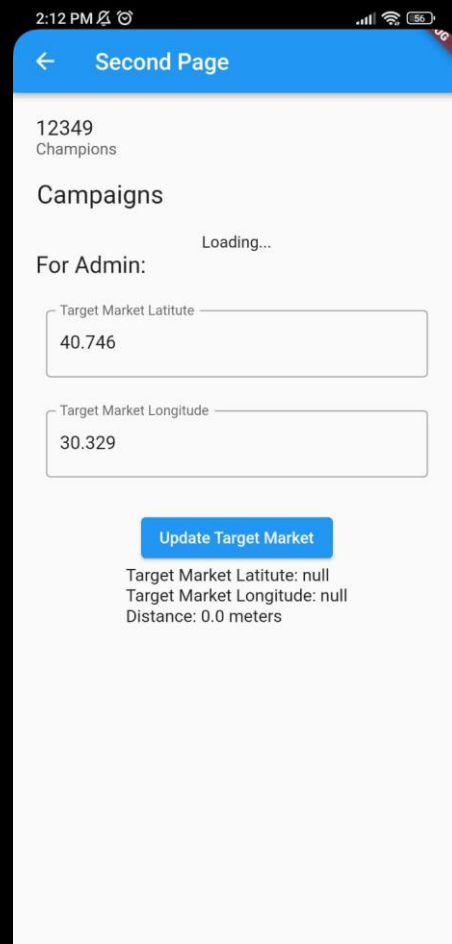 2:12 PM
56
Second Page
12349
Champions
Campaigns
Loading...
For Admin:
Target Market Latitute
40.746
Target Market Longitude
30.329
Update Target Market
Target Market Latitute: null
Target Market Longitude: null
Distance: 0.0 meters